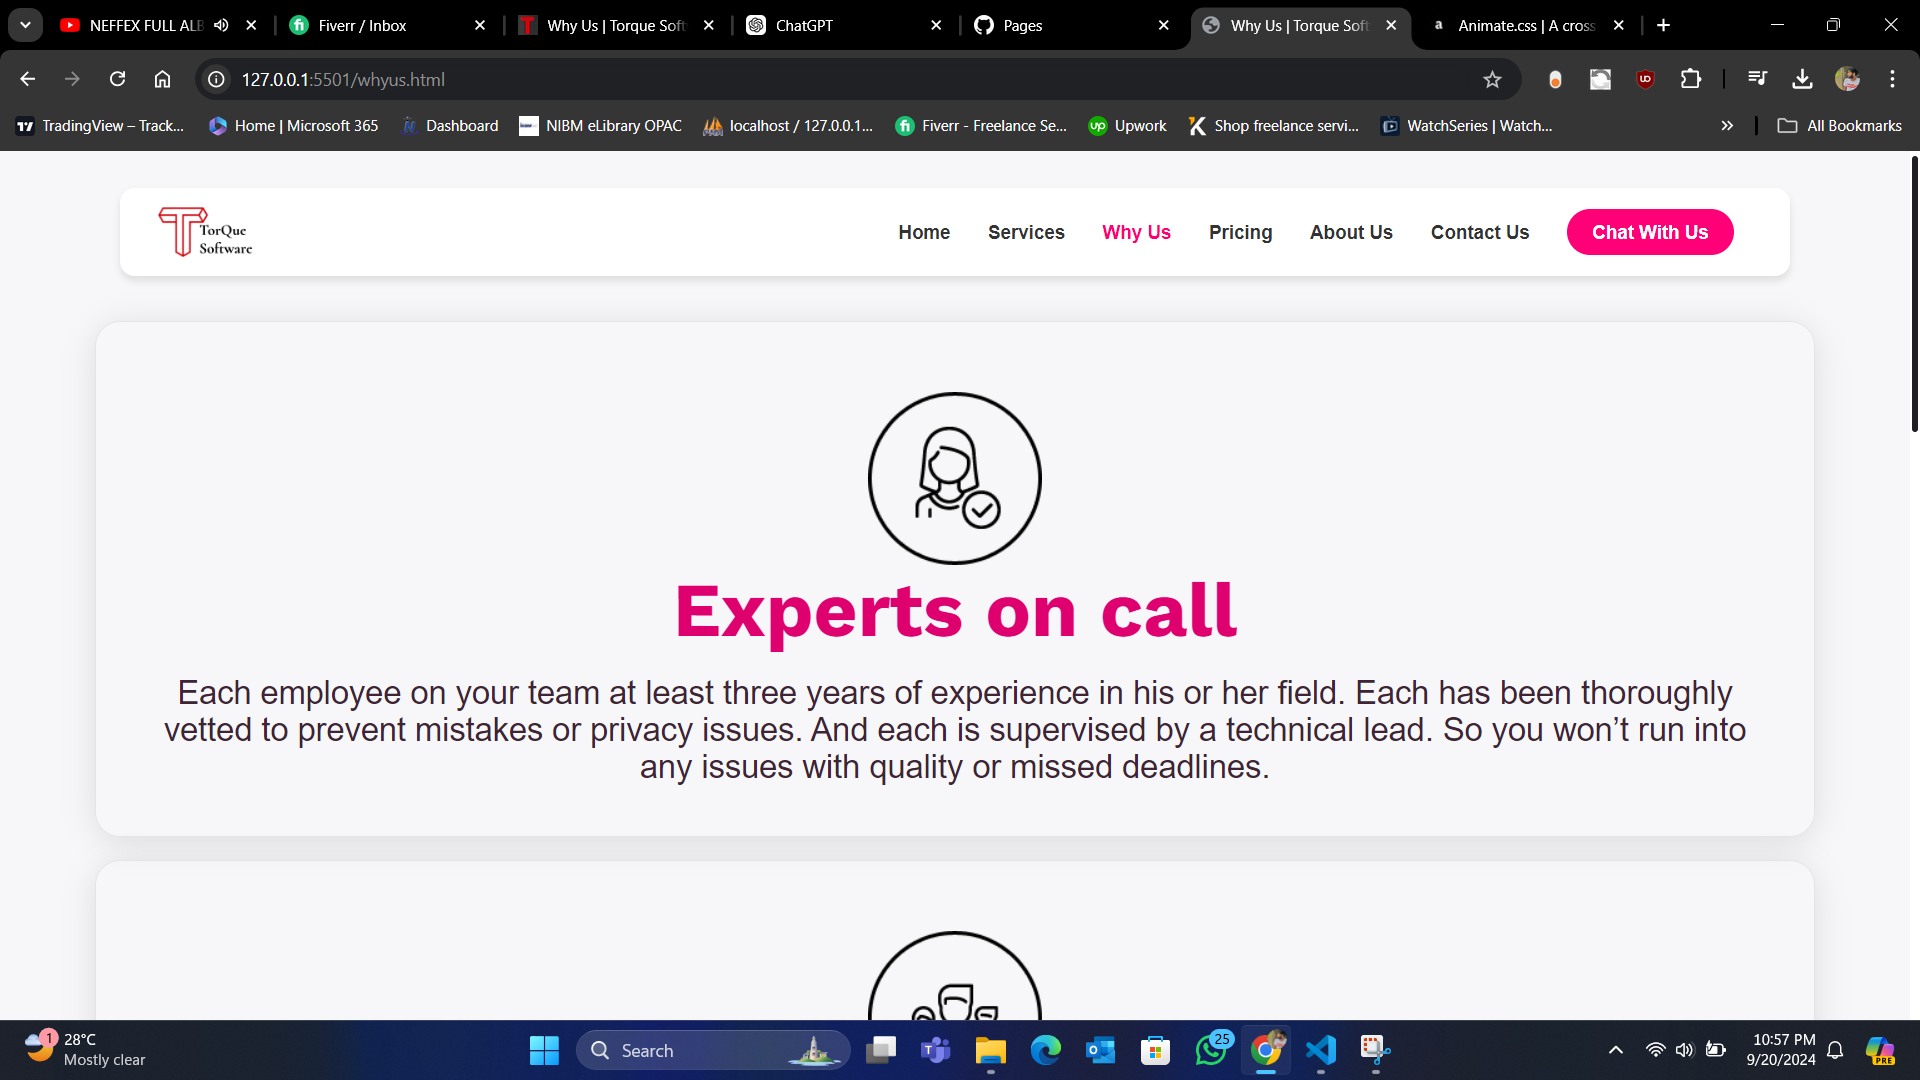 NEFFEX FULL ALB
Fiverr / Inbox
Why Us | Torque Soft
ChatGPT
Pages
Why Us | Torque Soft
a
Animate.css | A cross
127.0.0.1:5501/whyus.html
UD
TradingView – Track...
Home | Microsoft 365
Dashboard
NIBM eLibrary OPAC
localhost / 127.0.0.1...
fi
Fiverr - Freelance Se...
up
Upwork
Shop freelance servi...
WatchSeries | Watch...
All Bookmarks
TorQue
Software
Home
Services
Why Us
Pricing
About Us
Contact Us
Chat With Us
Experts on call
Each employee on your team at least three years of experience in his or her field. Each has been thoroughly
vetted to prevent mistakes or privacy issues. And each is supervised by a technical lead. So you won’t run into
any issues with quality or missed deadlines.
1
28°C
Mostly clear
Search
25
10:57 PM
9/20/2024
PRE